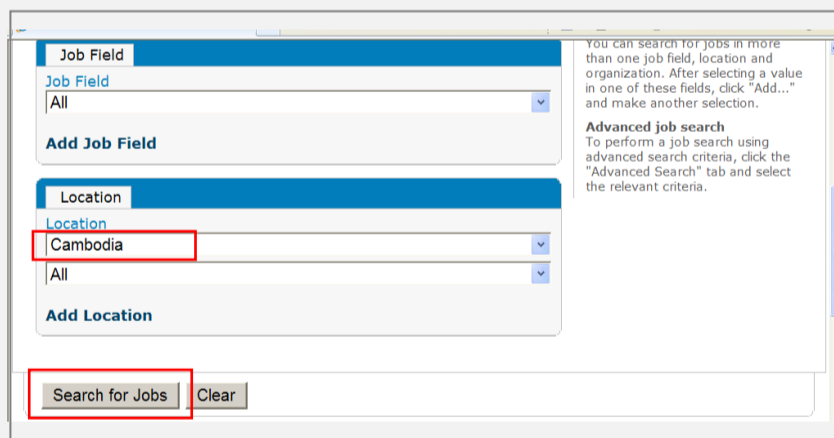 Job Field
Job Field
All
Add Job Field
Location
Location
Cambodia
All
Add Location
Search for Jobs
Clear
You can search for jobs in more
than one job field, location and
organization. After selecting a value
in one of these fields, click "Add..."
and make another selection.
Advanced job search
To perform a job search using
advanced search criteria, click the
"Advanced Search" tab and select
the relevant criteria.